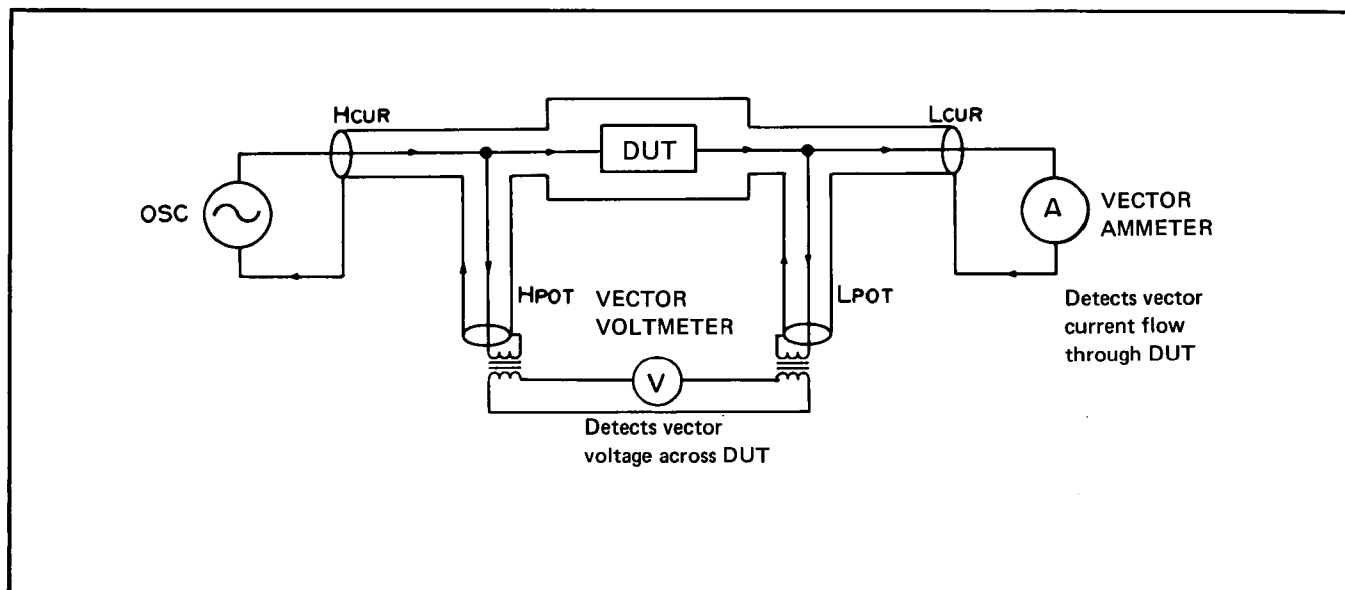 HCUR
LCUR
DUT
OSC
A
VECTOR
AMMETER
HPOT
VECTOR
VOLTMETER
LPOT
Detects vector
current flow
through DUT
V
Detects vector
voltage across DUT